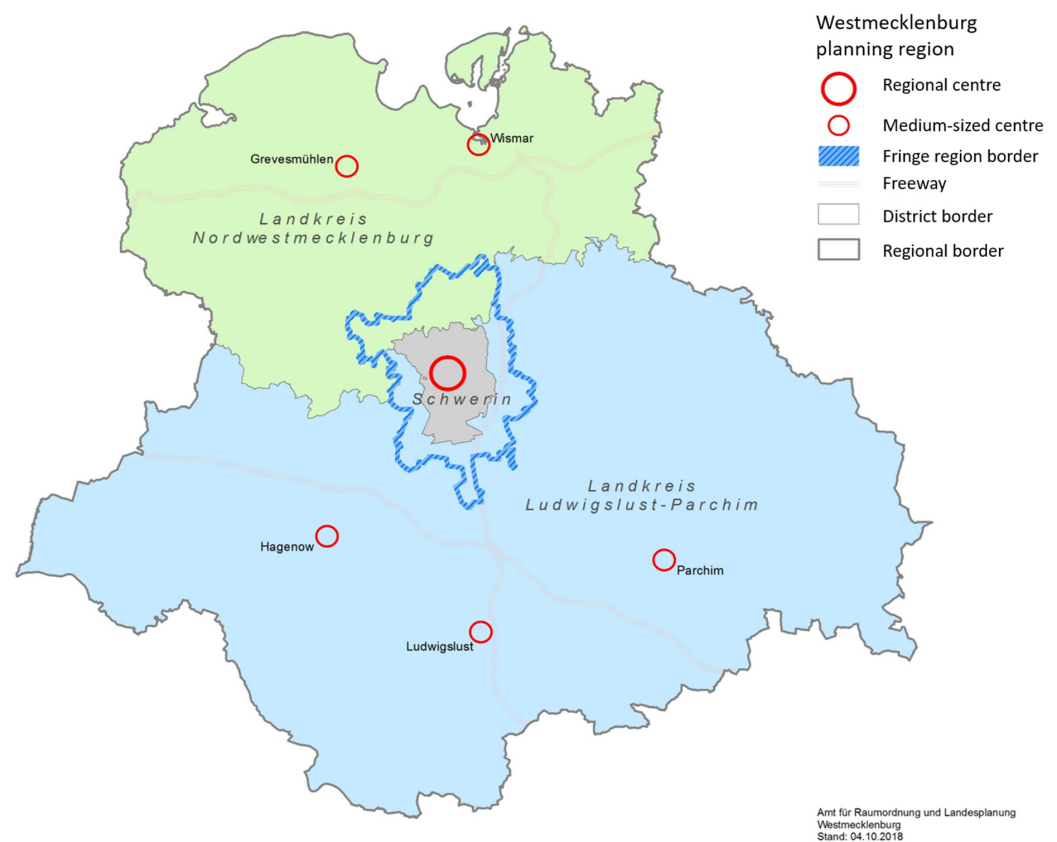 Westmecklenburg
planning region
Regional centre
Medium-sized centre
Fringe region border
Freeway
District border
Regional border
Wismar
Grevesmühlen
Landkreis
Nordwestmecklenburg
Schwerin
Landkreis
Ludwigslust-Parchim
Hagenow
Parchim
Ludwigslust
Amt für Raumordnung und Landesplanung
Westmecklenburg
Stand: 04.10.2018